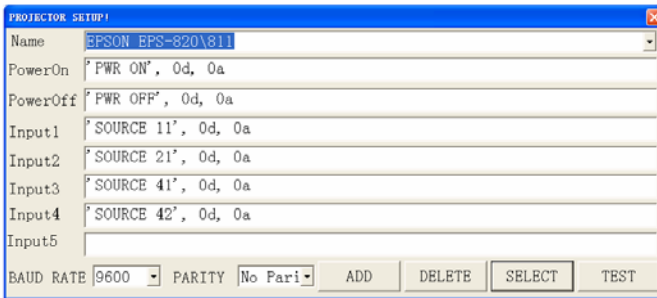 PROJECTOR SETUP!
Name EPSON EPS-820\811
PowerOn 'PWR ON', 0d, 0a
PowerOff 'PWR OFF', 0d, 0a
Input1 'SOURCE 11', 0d, 0a
Input2 'SOURCE 21', 0d, 0a
Input3 'SOURCE 41', 0d, 0a
Input4 'SOURCE 42', 0d, 0a
Input5
BAUD RATE 9600 PARITY No Pari ADD DELETE SELECT TEST